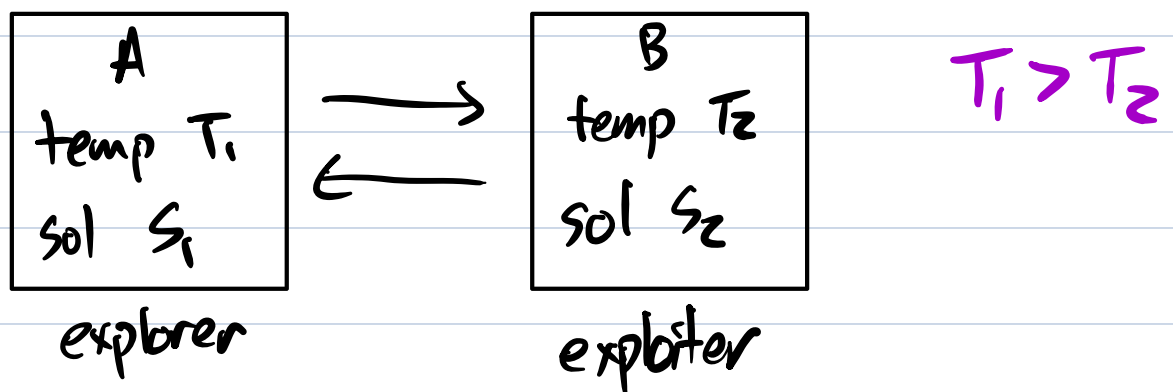 A
temp T₁
sol S₁
explorer
B
temp T₂
sol S₂
exploiter
T₁ > T₂